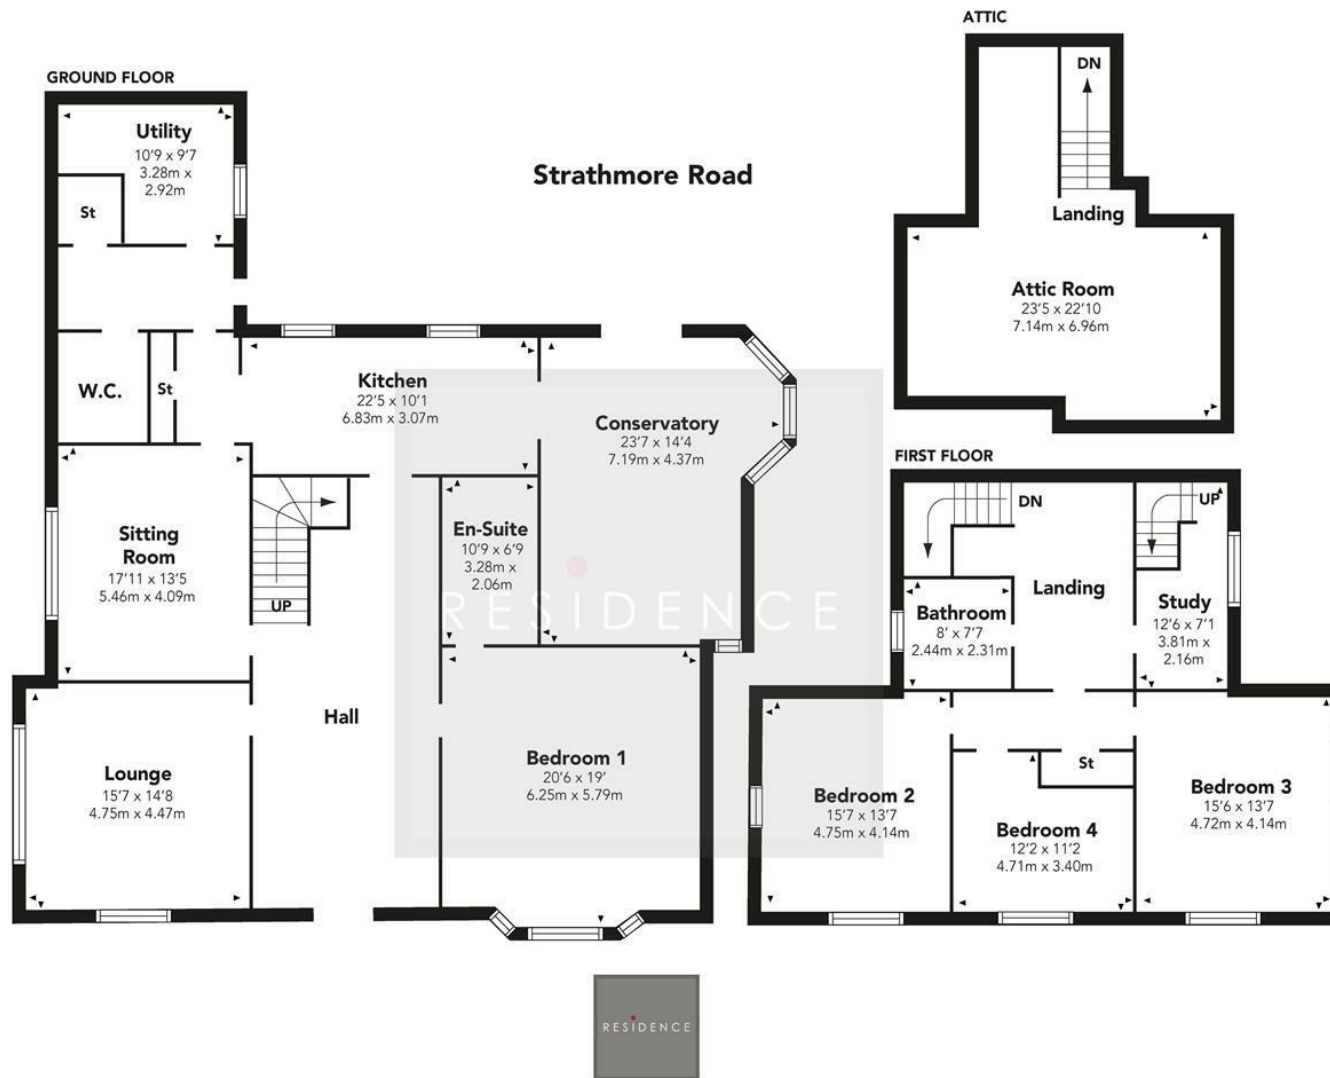 GROUND FLOOR
Utility
10'9 x 9'7
3.28m x
2.92m
St
W.C.
St
Kitchen
22'5 x 10'1
6.83m x 3.07m
Conservatory
23'7 x 14'4
7.19m x 4.37m
Sitting
Room
17'11 x 13'5
5.46m x 4.09m
UP
En-Suite
10'9 x 6'9
3.28m x
2.06m
Hall
Lounge
15'7 x 14'8
4.75m x 4.47m
Bedroom 1
20'6 x 19'
6.25m x 5.79m
Strathmore Road
ATTIC
DN
Landing
Attic Room
23'5 x 22'10
7.14m x 6.96m
FIRST FLOOR
DN
UP
Landing
Bathroom
8' x 7'7
2.44m x 2.31m
Study
12'6 x 7'1
3.81m x
2.16m
St
Bedroom 2
15'7 x 13'7
4.75m x 4.14m
Bedroom 4
12'2 x 11'2
4.71m x 3.40m
Bedroom 3
15'6 x 13'7
4.72m x 4.14m
RESIDENCE
RESIDENCE